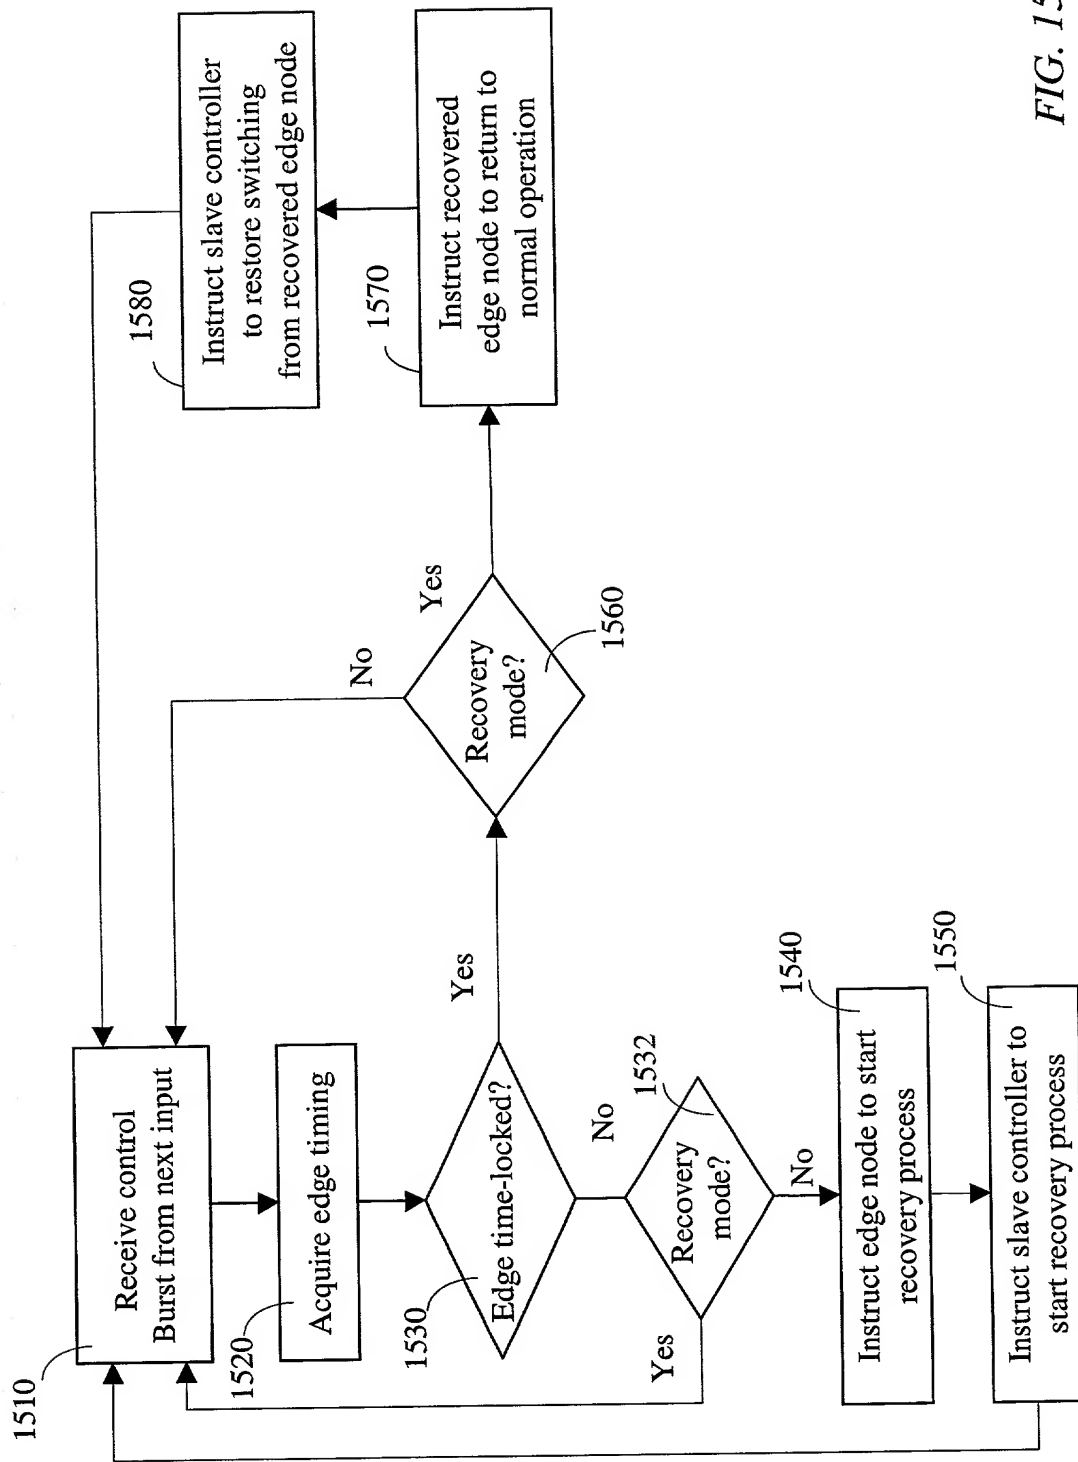 1510
Receive control
Burst from next input
1520
Acquire edge timing
1530
Edge time-locked?
Yes
No
1532
Recovery
mode?
Yes
No
1540
Instruct edge node to start
recovery process
1550
Instruct slave controller to
start recovery process
Recovery
mode?
1560
No
Yes
1570
Instruct recovered
edge node to return to
normal operation
1580
Instruct slave controller
to restore switching
from recovered edge node
FIG. 15